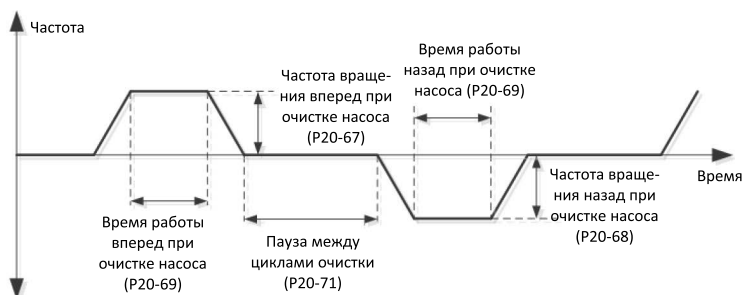 Частота
Частота враще-
ния вперед при
очистке насоса
(P20-67)
Время работы
назад при очистке
насоса (P20-69)
Время
Время работы
вперед при
очистке насоса
(P20-69)
Пауза между
циклами очистки
(P20-71)
Частота враще-
ния назад при
очистке насоса
(P20-68)